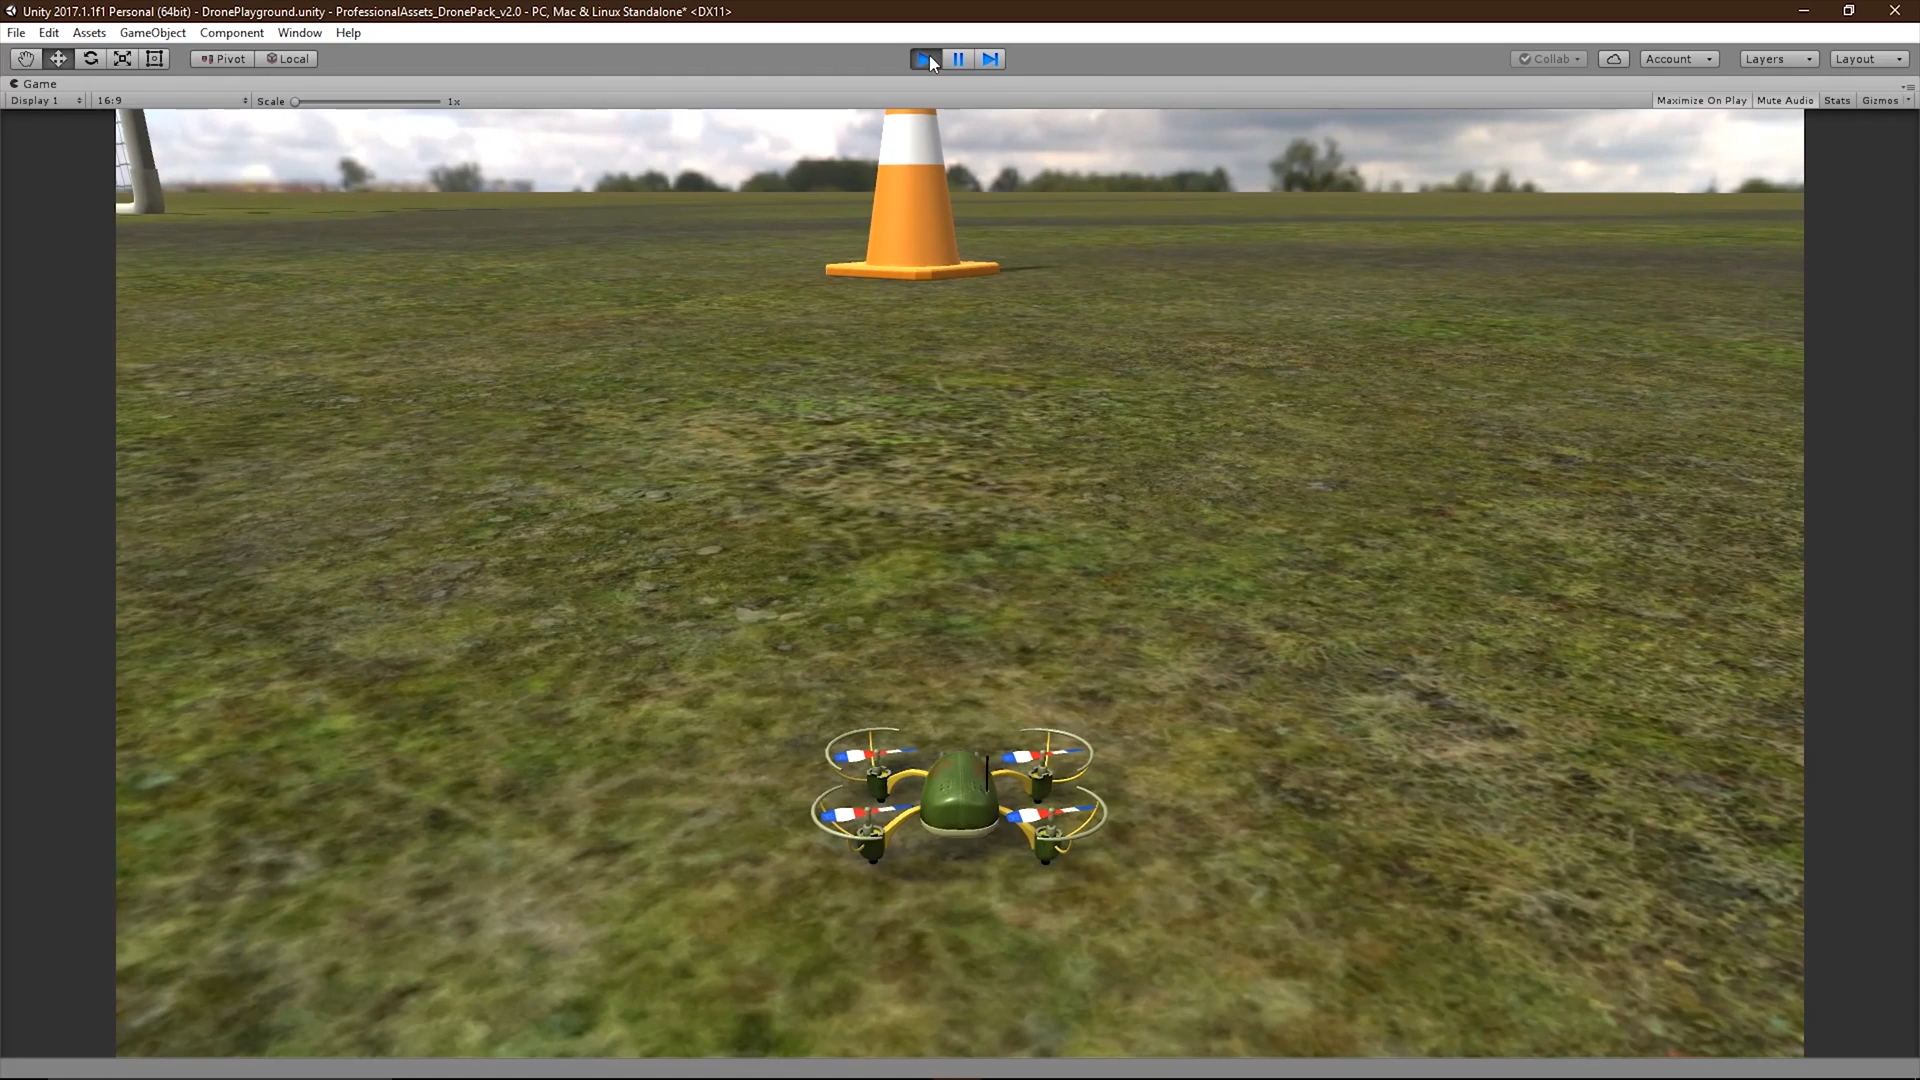 Unity 2017.1.1f1 Personal (64bit) - DronePlayground.unity - ProfessionalAssets_DronePack_v2.0 - PC, Mac & Linux Standalone* <DX11>
File Edit Assets GameObject Component Window Help
Pivot Local Collab Account Layers Layout
Game
Display 1 16:9 Scale 1x Maximize On Play Mute Audio Stats Gizmos